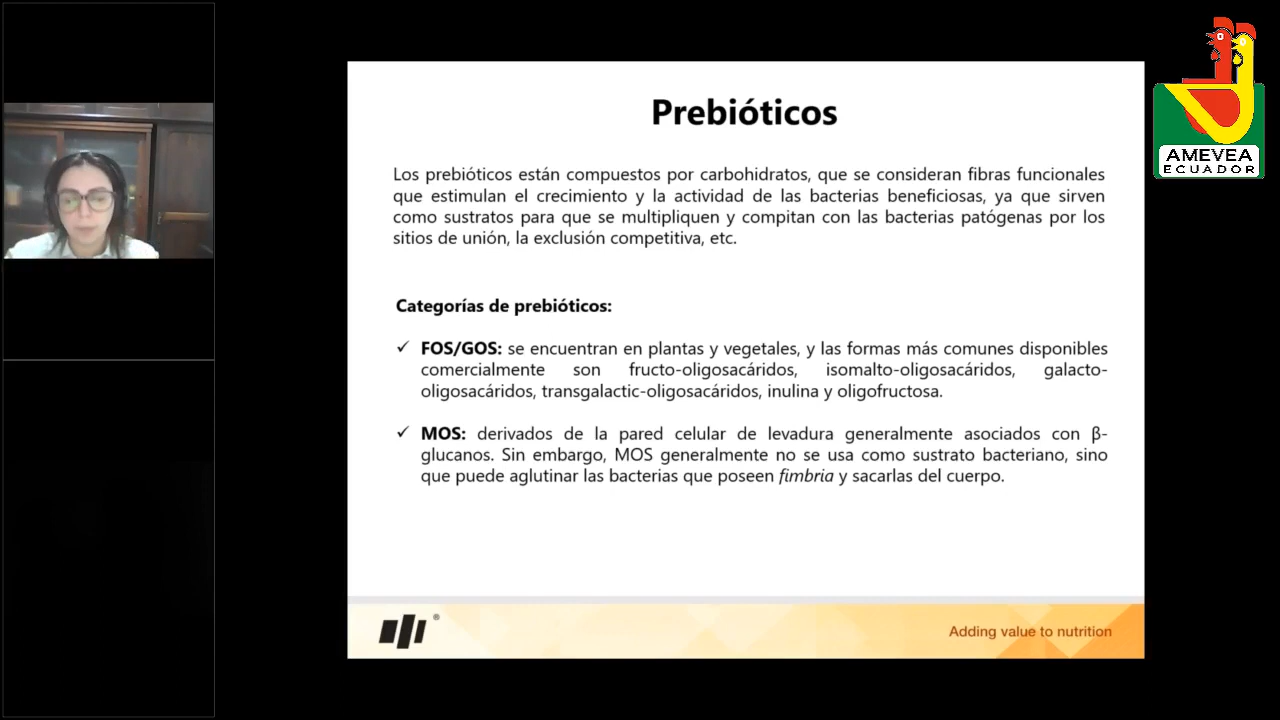 Prebióticos
Los prebióticos están compuestos por carbohidratos, que se consideran fibras funcionales
que estimulan el crecimiento y la actividad de las bacterias beneficiosas, ya que sirven
como sustratos para que se multipliquen y compitan con las bacterias patógenas por los
sitios de unión, la exclusión competitiva, etc.
Categorías de prebióticos:
✓ FOS/GOS: se encuentran en plantas y vegetales, y las formas más comunes disponibles
comercialmente son fructo-oligosacáridos, isomalto-oligosacáridos, galacto-
oligosacáridos, transgalactic-oligosacáridos, inulina y oligofructosa.
✓ MOS: derivados de la pared celular de levadura generalmente asociados con β-
glucanos. Sin embargo, MOS generalmente no se usa como sustrato bacteriano, sino
que puede aglutinar las bacterias que poseen fimbria y sacarlas del cuerpo.
®
Adding value to nutrition
AMEVEA
ECUADOR